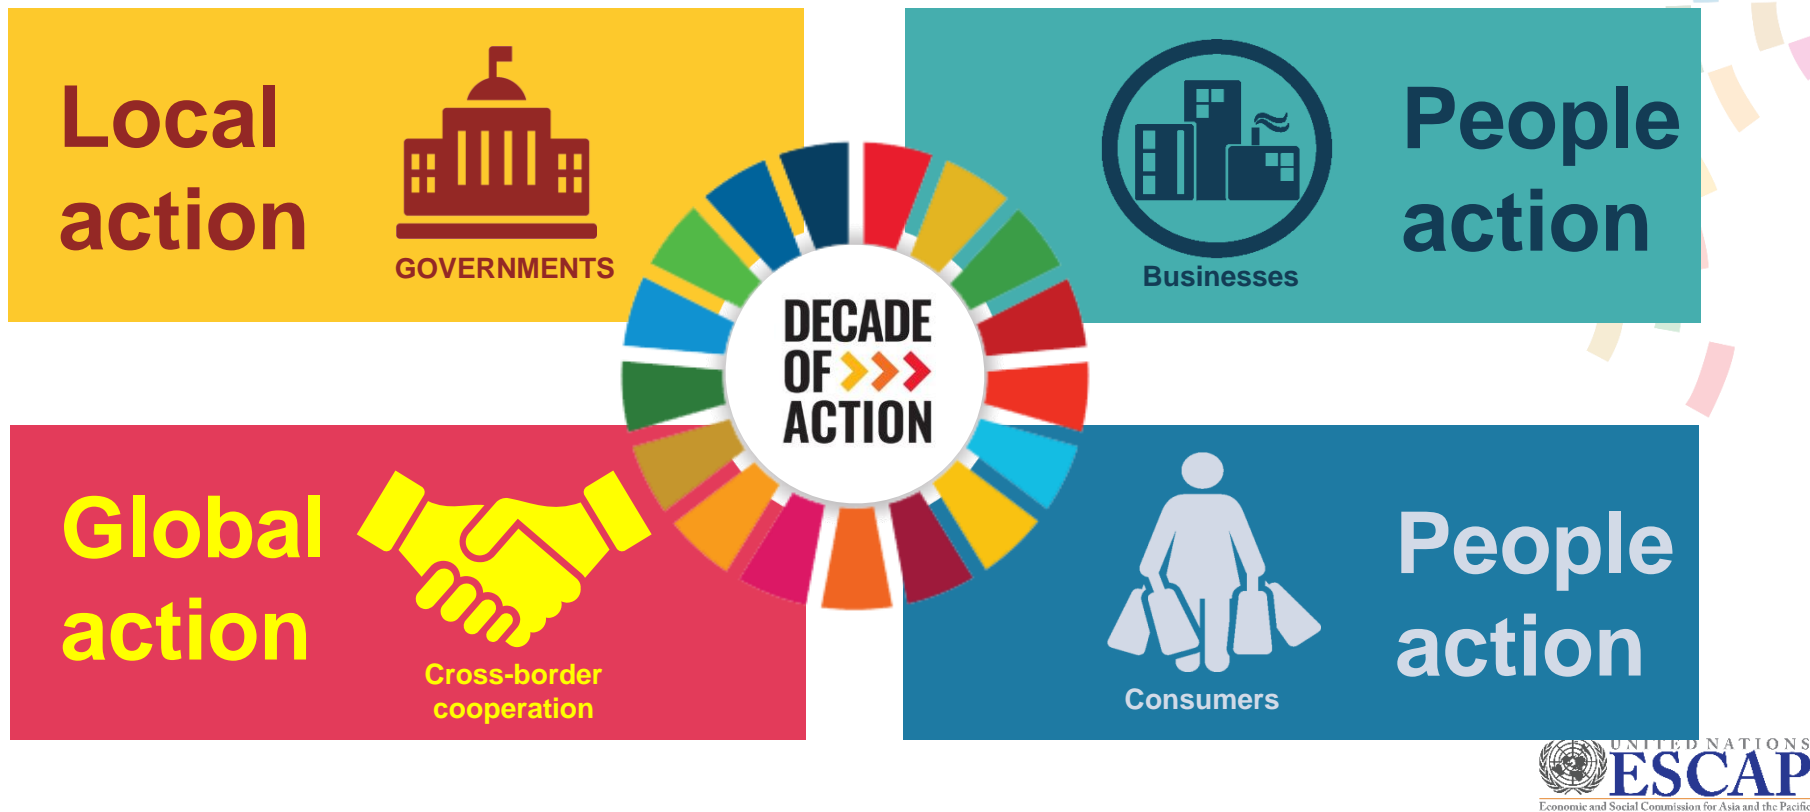 Local
action
GOVERNMENTS
Businesses
People
action
DECADE
OF
ACTION
Global
action
Cross-border
cooperation
Consumers
People
action
UNITED NATIONS
ESCAP
Economic and Social Commission for Asia and the Pacific